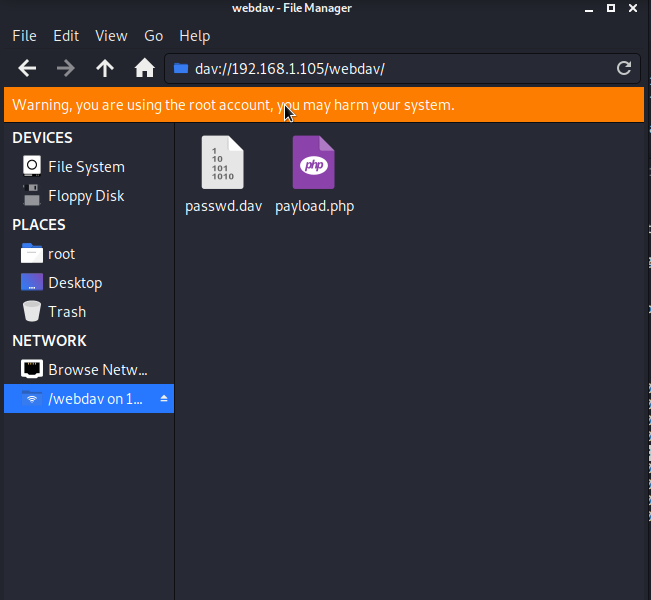 webdav - File Manager
File Edit View Go Help
dav://192.168.1.105/webdav/
Warning, you are using the root account, you may harm your system.
DEVICES
File System
Floppy Disk
PLACES
root
Desktop
Trash
NETWORK
Browse Netw...
/webdav on 1...
1
10
101
1010
passwd.dav
php
payload.php